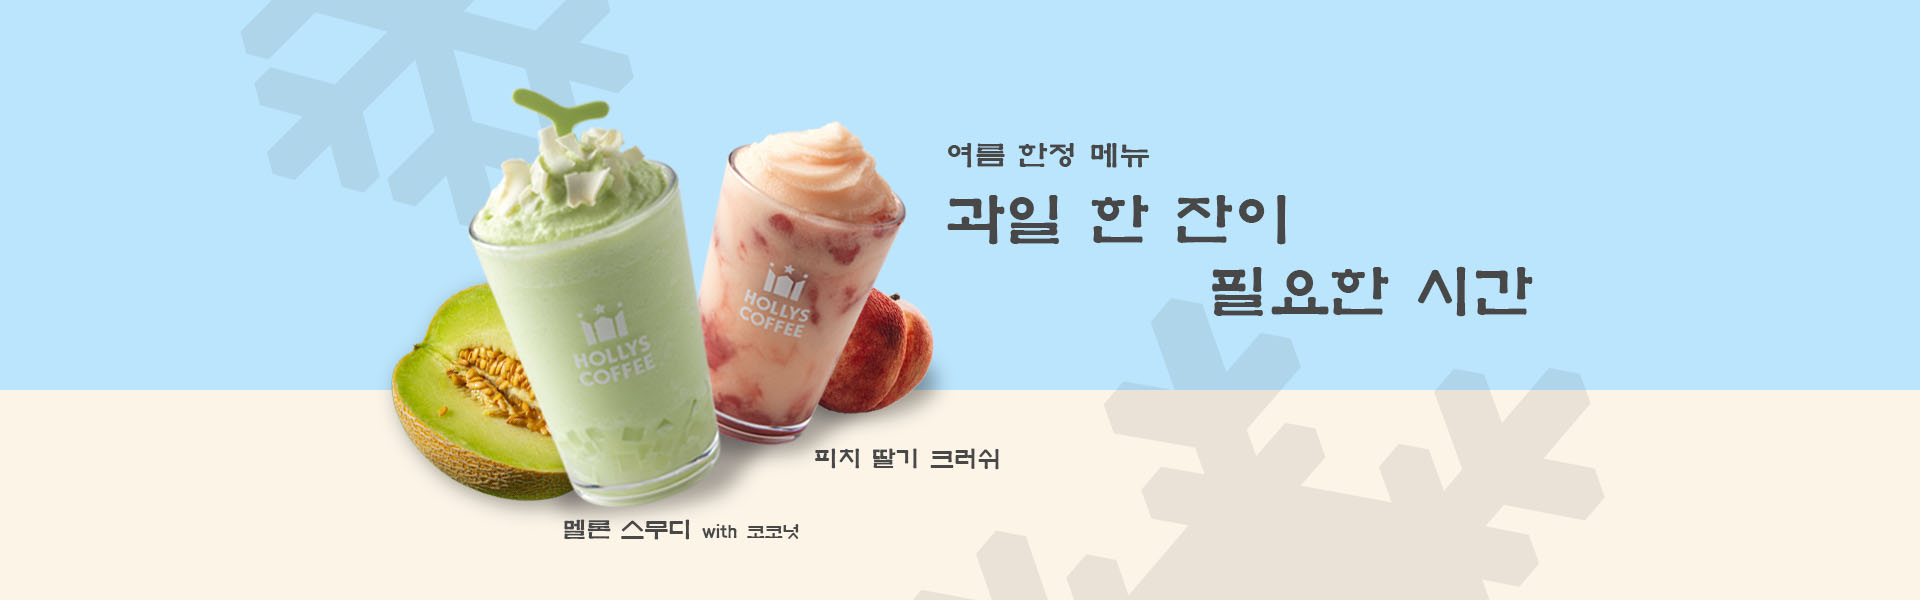 여름 한정 메뉴
과일 한 잔이
필요한 시간
HOLLYS
COFFEE
HOLLYS
COFFEE
피치 딸기 크러쉬
멜론 스무디 with 코코넛